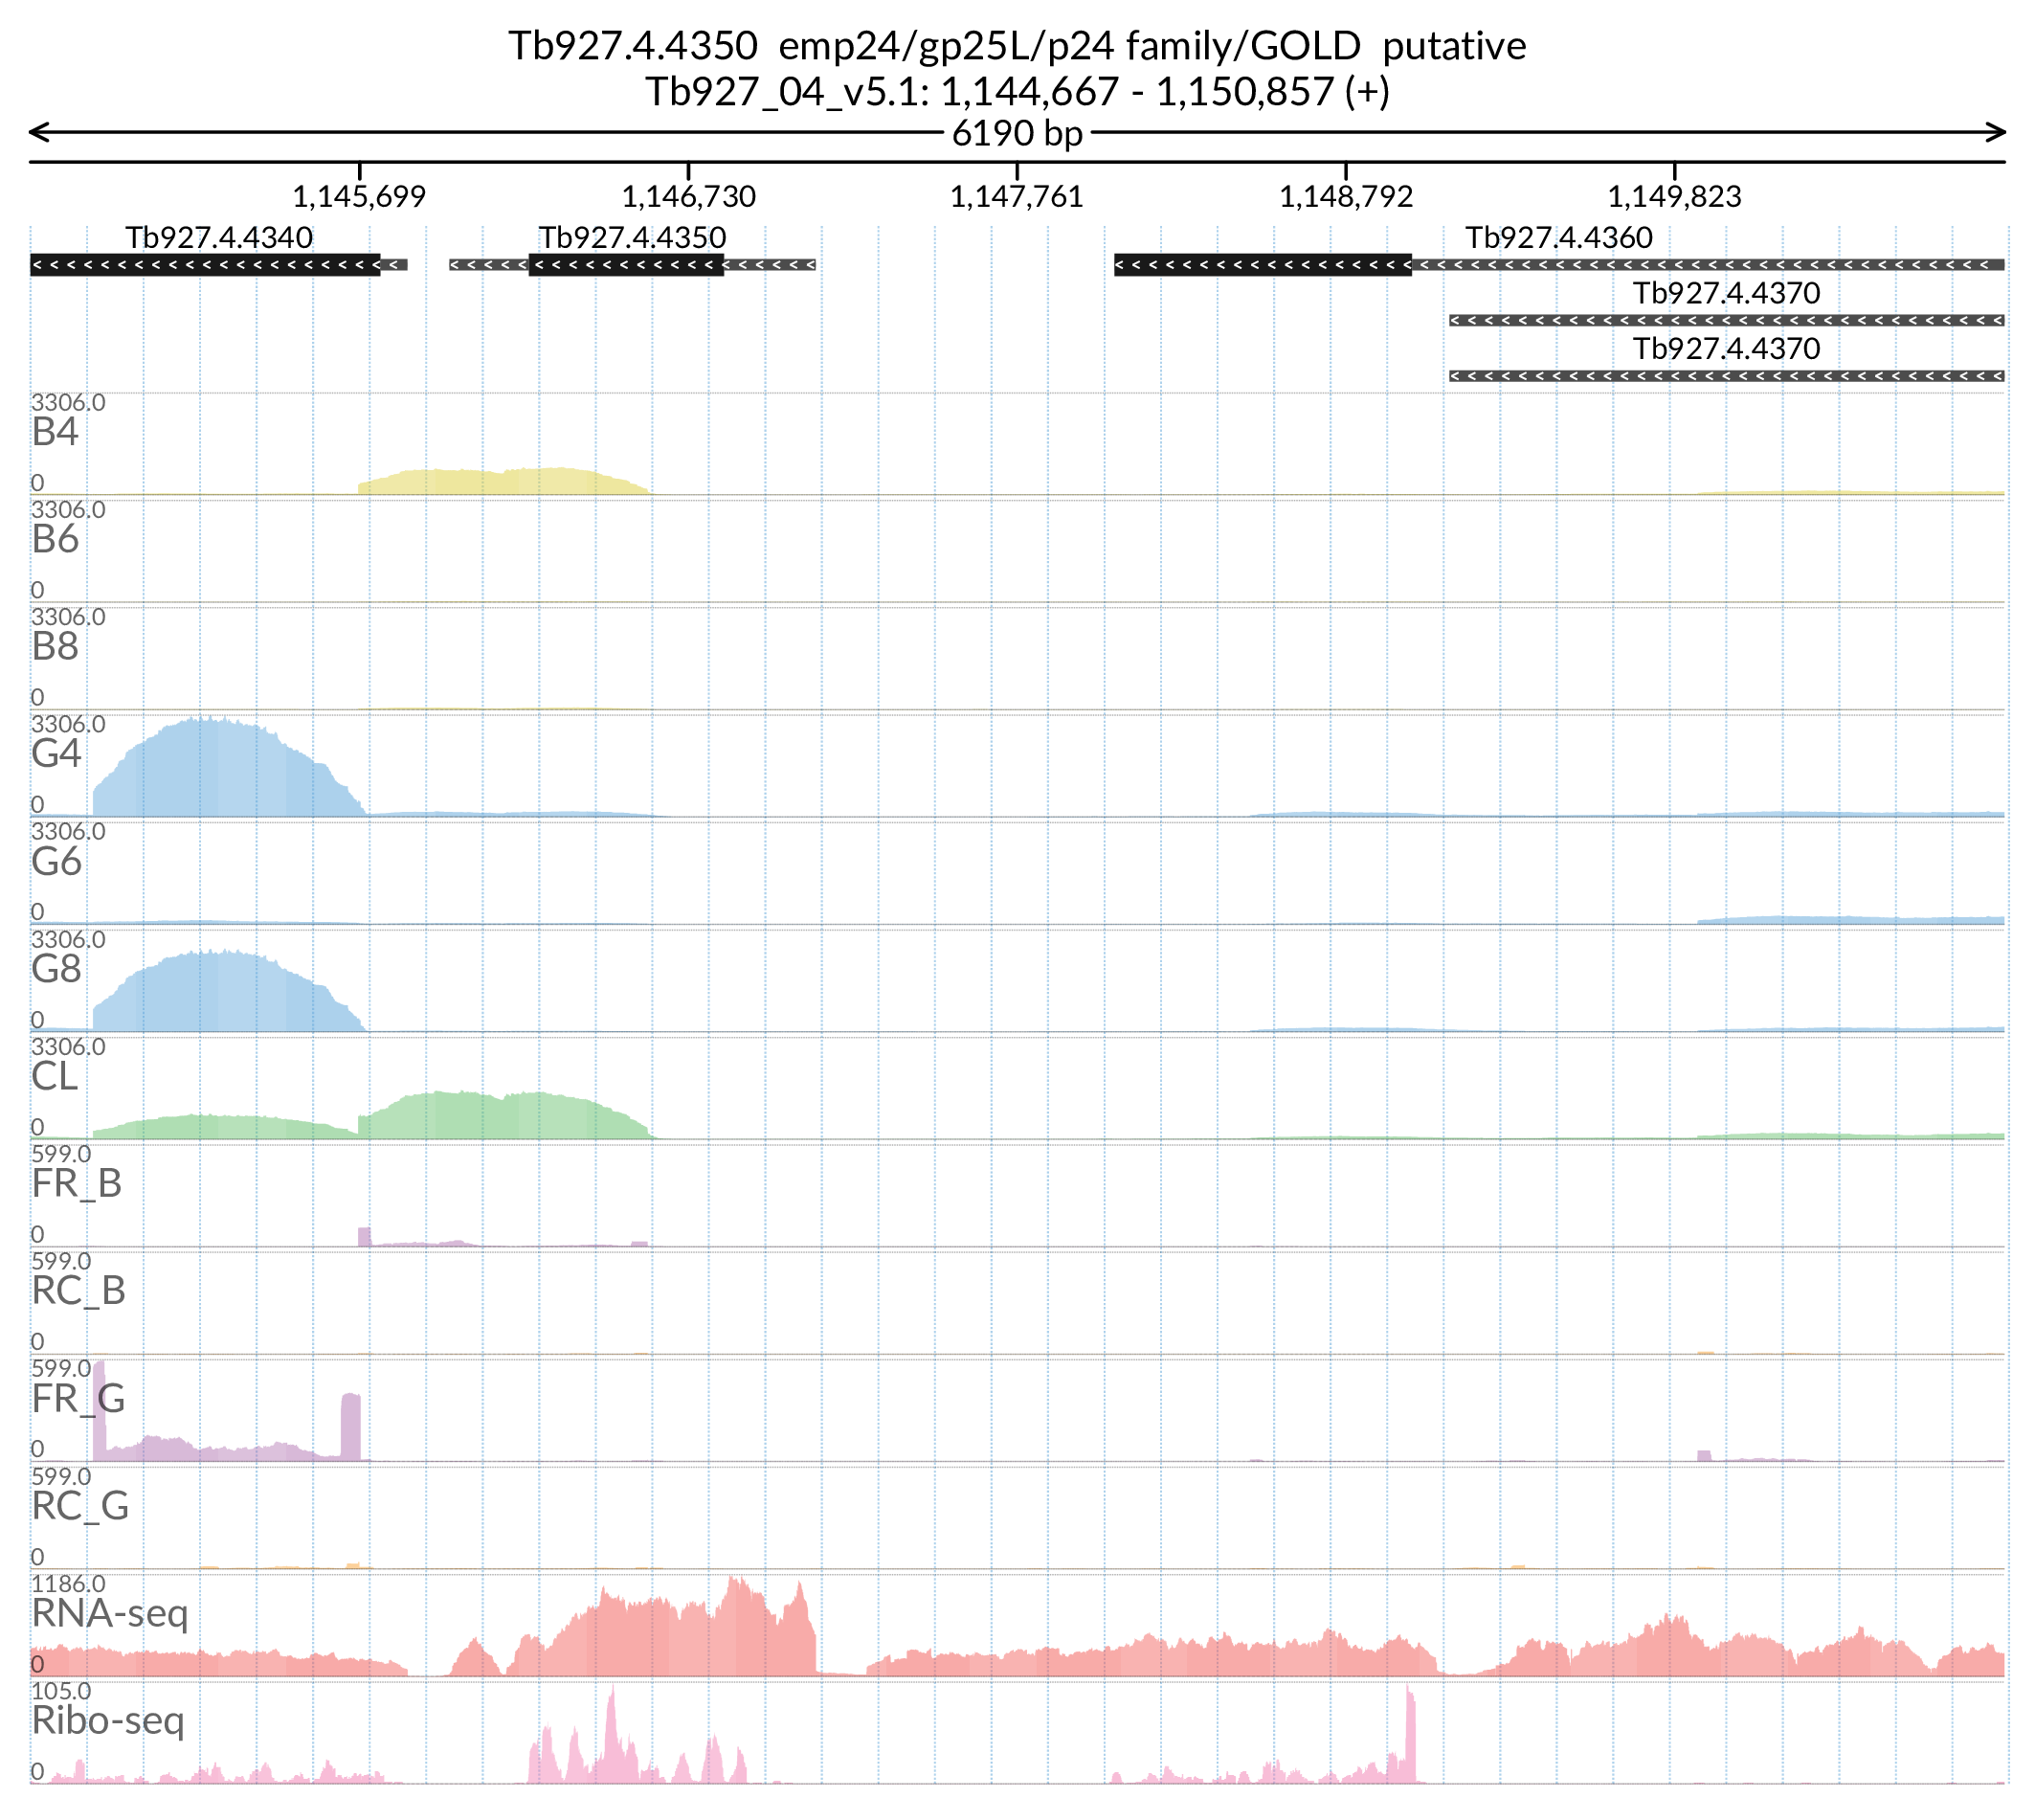 Tb927.4.4350 emp24/gp25L/p24 family/GOLD putative
Tb927_04_v5.1: 1,144,667 - 1,150,857 (+)
6190 bp
1,145,699 1,146,730 1,147,761 1,148,792 1,149,823
Tb927.4.4340 Tb927.4.4350 Tb927.4.4360
Tb927.4.4370
Tb927.4.4370
3306.0
B4
0
3306.0
B6
0
3306.0
B8
0
3306.0
G4
0
3306.0
G6
0
3306.0
G8
0
3306.0
CL
0
599.0
FR_B
0
599.0
RC_B
0
599.0
FR_G
0
599.0
RC_G
0
1186.0
RNA-seq
0
105.0
Ribo-seq
0